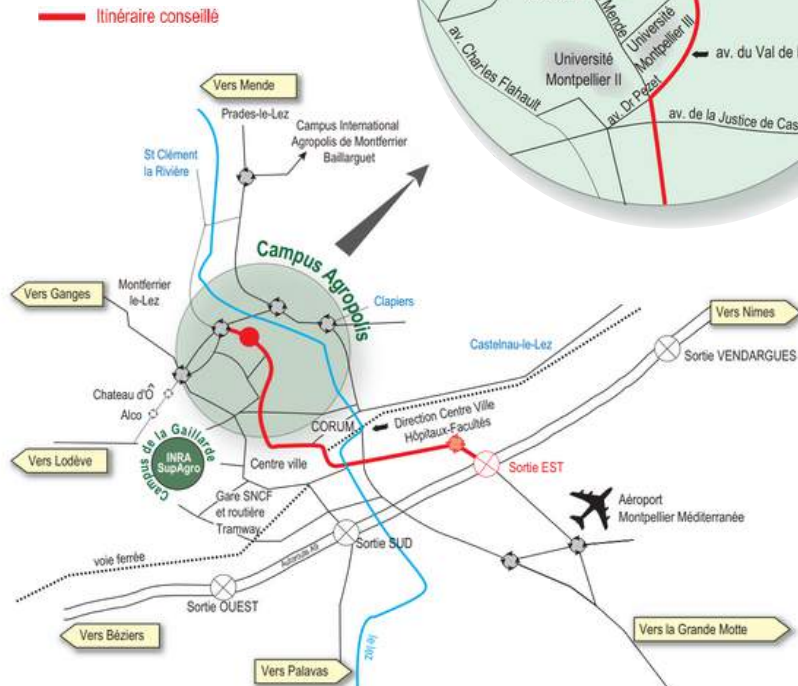 Itinéraire conseillé
Mende
Université
Montpellier III
Université
Montpellier II
av. du Val de
av. Charles Flahault
av. Dr Pezet
av. de la Justice de Cas
Vers Mende
Prades-le-Lez
Campus International
Agropolis de Montferrier
Baillarguet
St Clément
la Rivière
Campus Agropolis
Vers Ganges
Montferrier
le-Lez
Clapiers
Vers Nimes
Castelnau-le-Lez
Sortie VENDARGUES
Chateau d'Ô
Alco
Direction Centre Ville
Hôpitaux-Facultés
CORUM
Campus de la Gaillarde
INRA
SupAgro
Vers Lodève
Centre ville
Sortie EST
Gare SNCF
et routière
Tramway
Aéroport
Montpellier Méditerranée
voie ferrée
Autoroute A9
Sortie SUD
Sortie OUEST
Vers Béziers
Vers la Grande Motte
le lez
Vers Palavas